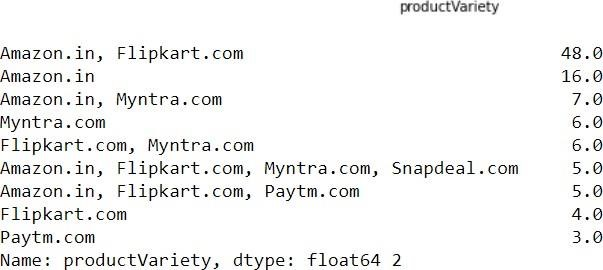 productVariety
Amazon.in, Flipkart.com 48.0
Amazon.in 16.0
Amazon.in, Myntra.com 7.0
Myntra.com 6.0
Flipkart.com, Myntra.com 6.0
Amazon.in, Flipkart.com, Myntra.com, Snapdeal.com 5.0
Amazon.in, Flipkart.com, Paytm.com 5.0
Flipkart.com 4.0
Paytm.com 3.0
Name: productVariety, dtype: float64 2